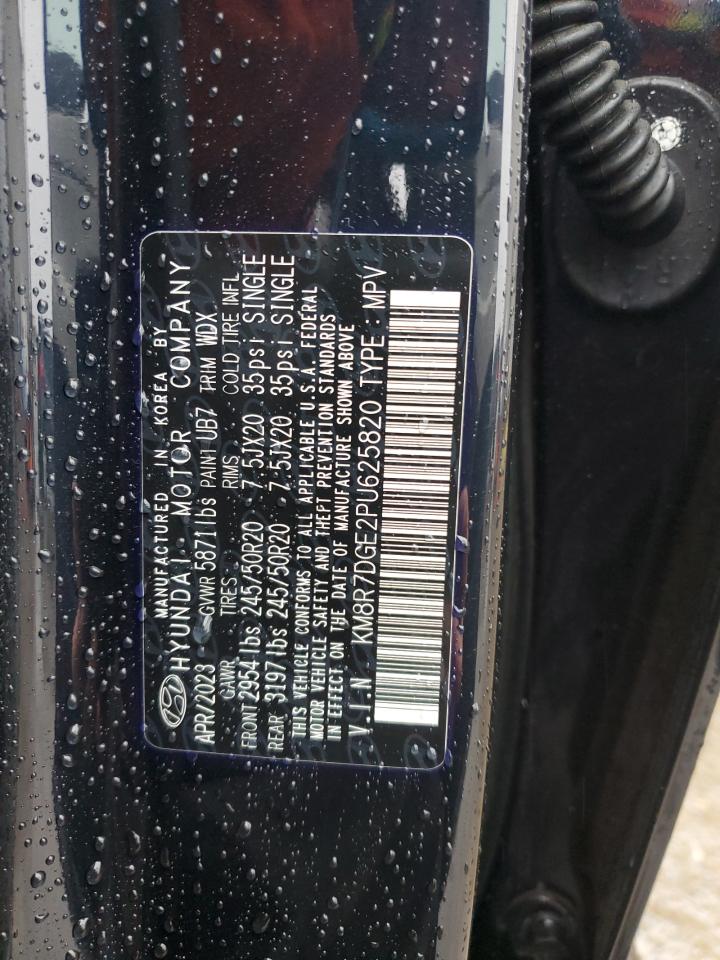 MANUFACTURED IN KOREA BY
HYUNDAI MOTOR COMPANY
APR/2023 GVWR 5871lbs PAINT UB7 TRIM WDX
GAWR TIRES RIMS COLD TIRE INFL
FRONT 2954lbs 245/50R20 7.5JX20 35psi SINGLE
REAR 3197lbs 245/50R20 7.5JX20 35psi SINGLE
THIS VEHICLE CONFORMS TO ALL APPLICABLE U.S.A. FEDERAL
MOTOR VEHICLE SAFETY AND THEFT PREVENTION STANDARDS
IN EFFECT ON THE DATE OF MANUFACTURE SHOWN ABOVE
V.I.N : KM8R7DGE2PU625820 TYPE : MPV